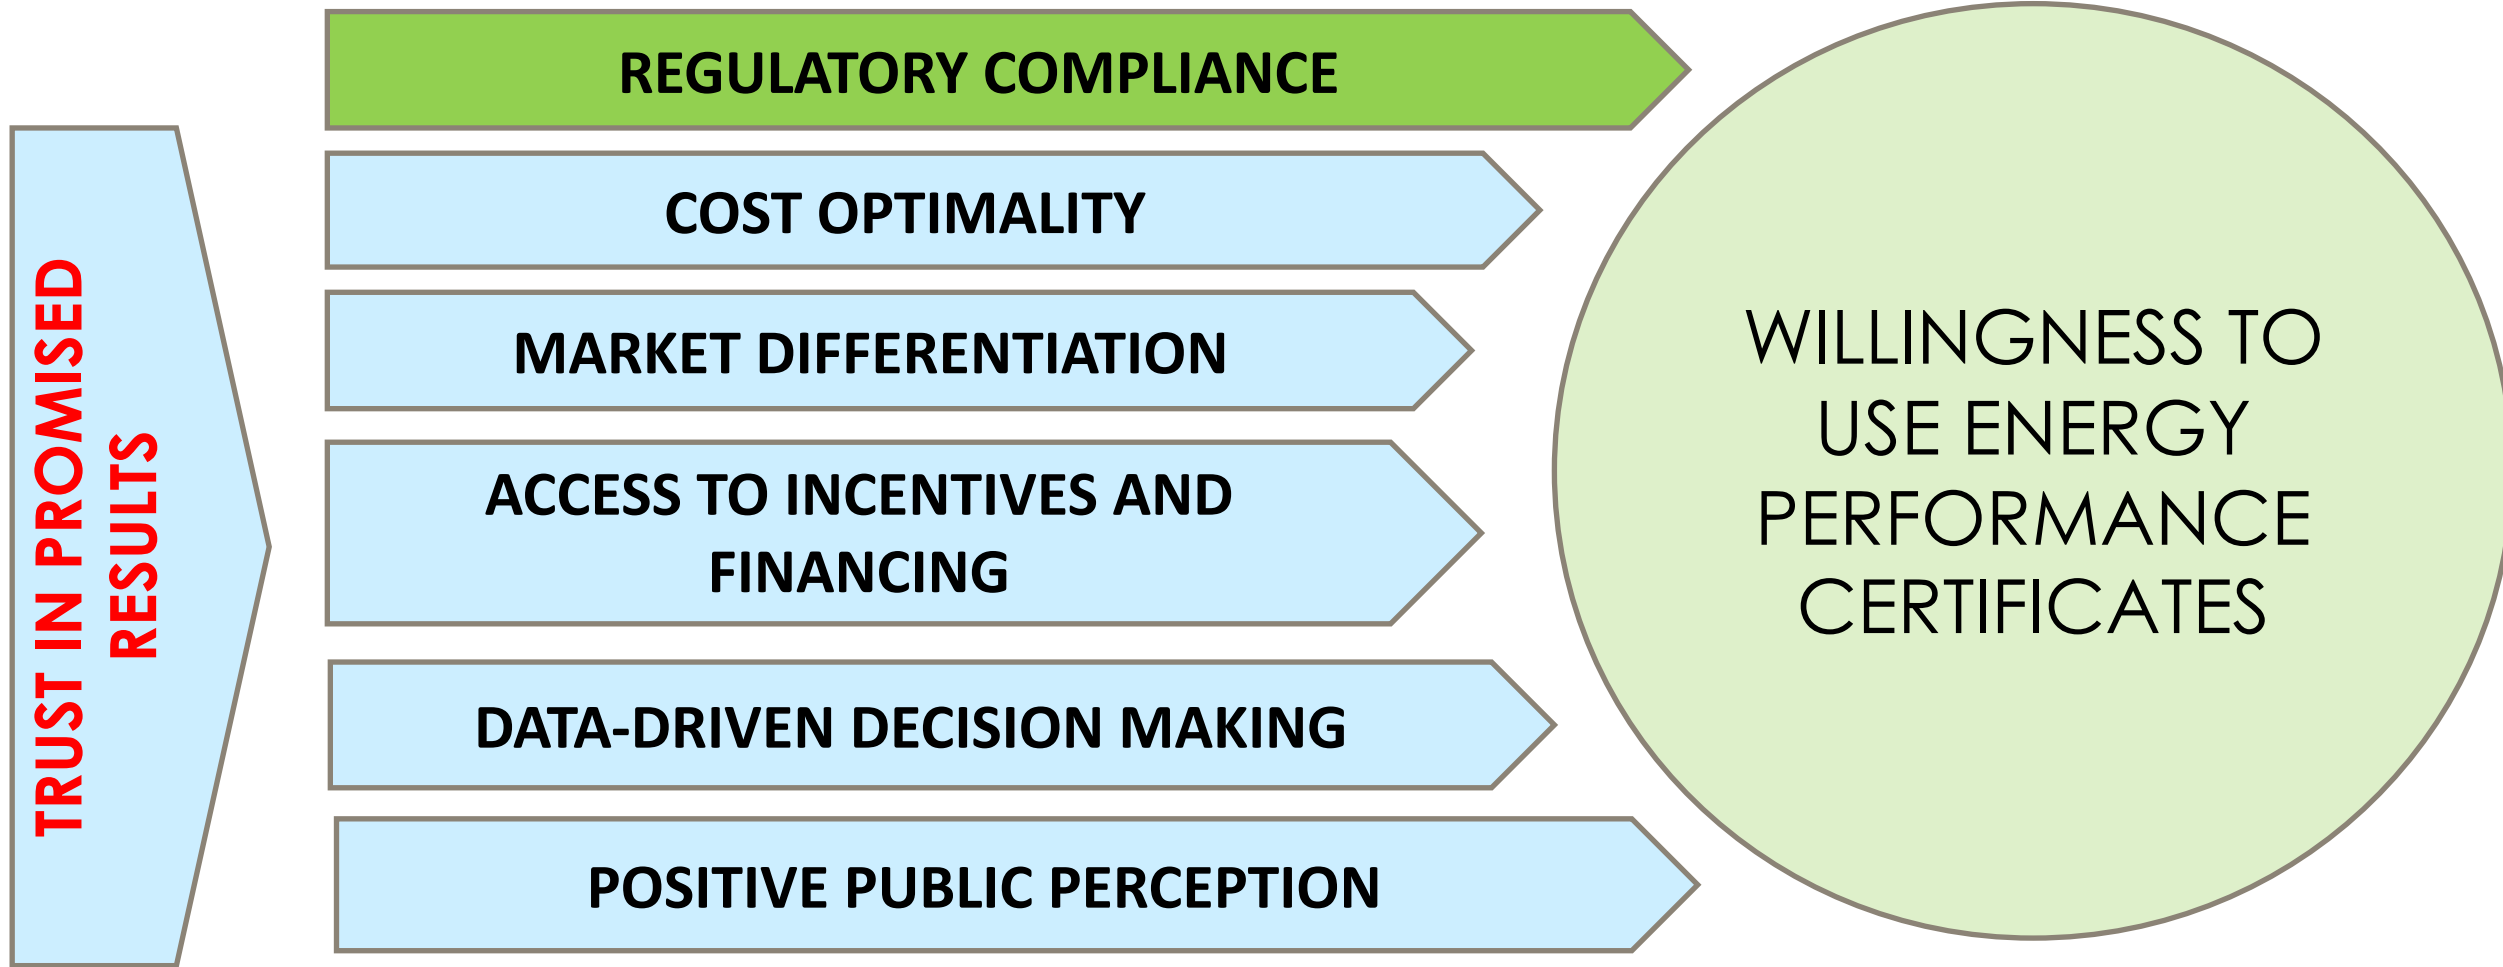 REGULATORY COMPLIANCE
COST OPTIMALITY
MARKET DIFFERENTIATION
ACCESS TO INCENTIVES AND
FINANCING
DATA-DRIVEN DECISION MAKING
POSITIVE PUBLIC PERCEPTION
TRUST IN PROMISED
RESULTS
WILLINGNESS TO
USE ENERGY
PERFORMANCE
CERTIFICATES